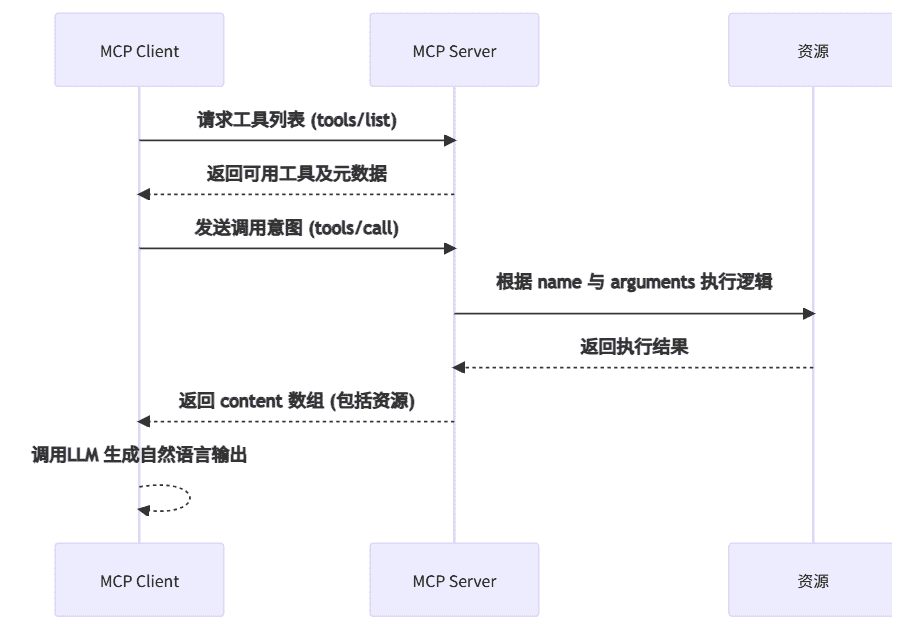 MCP Client
MCP Server
资源
请求工具列表 (tools/list)
返回可用工具及元数据
发送调用意图 (tools/call)
根据 name 与 arguments 执行逻辑
返回执行结果
返回 content 数组 (包括资源)
调用LLM 生成自然语言输出
MCP Client
MCP Server
资源